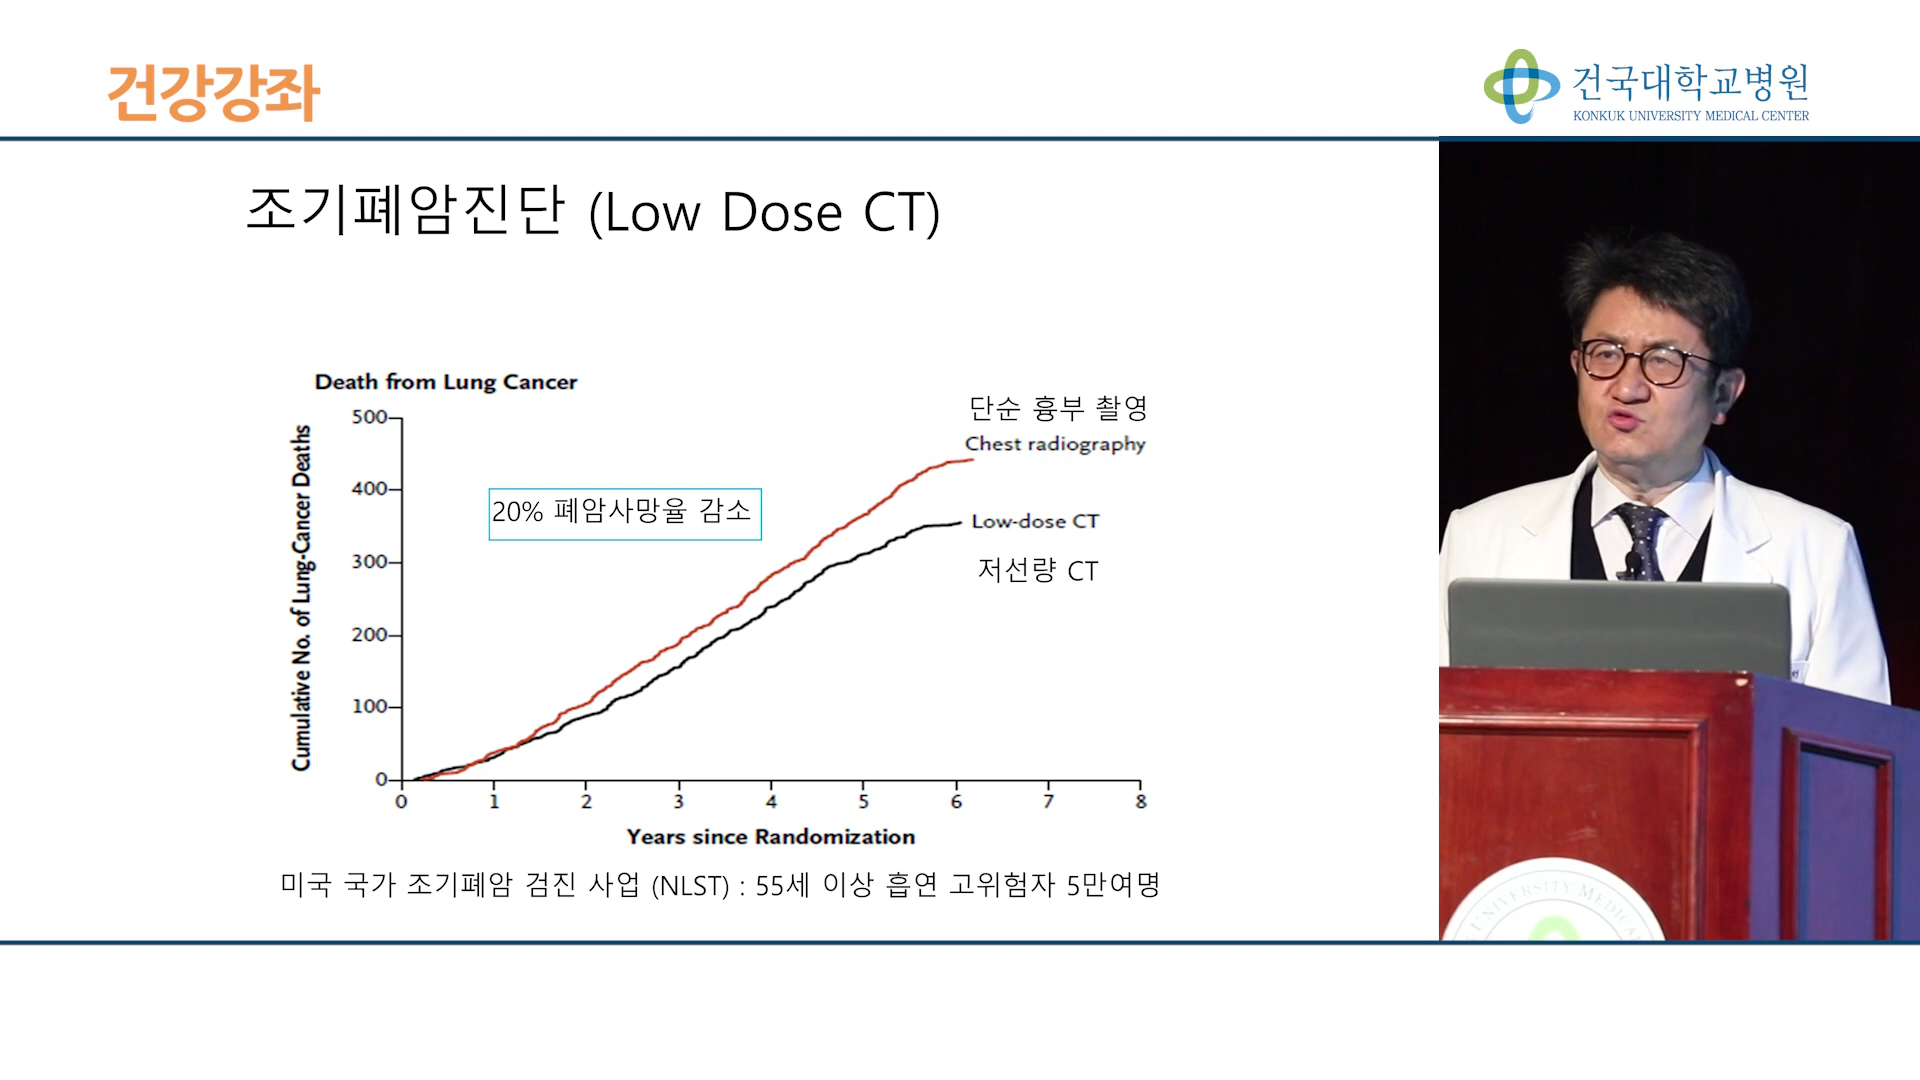 건강강좌
건국대학교병원
KONKUK UNIVERSITY MEDICAL CENTER
조기폐암진단 (Low Dose CT)
Death from Lung Cancer
Cumulative No. of Lung-Cancer Deaths
500
400
300
200
100
0
0 1 2 3 4 5 6 7 8
Years since Randomization
20% 폐암사망율 감소
단순 흉부 촬영
Chest radiography
Low-dose CT
저선량 CT
미국 국가 조기폐암 검진 사업 (NLST) : 55세 이상 흡연 고위험자 5만여명
UNIVERSITY MEDICAL